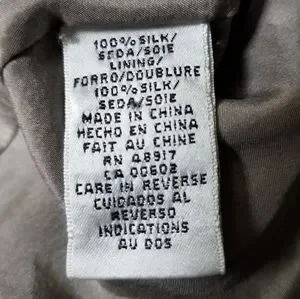 100% SILK/
SEDA/SOIE
LINING/
FORRO/DOUBLURE
100% SILK/
SEDA/SOIE
MADE IN CHINA
HECHO EN CHINA
FAIT AU CHINE
RN 48917
CA 00602
CARE IN REVERSE
CUIDADOS AL
REVERSO
INDICATIONS
AU DOS